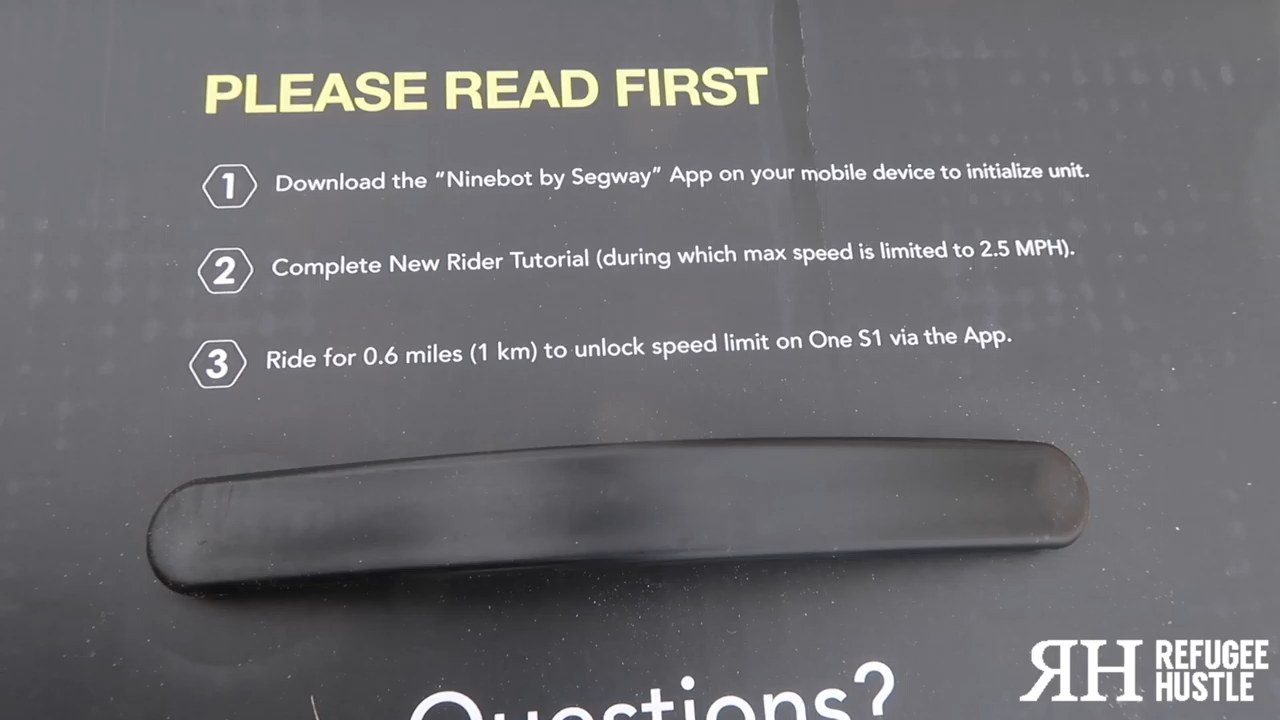 PLEASE READ FIRST
1 Download the “Ninebot by Segway” App on your mobile device to initialize unit.
2 Complete New Rider Tutorial (during which max speed is limited to 2.5 MPH).
3 Ride for 0.6 miles (1 km) to unlock speed limit on One S1 via the App.
Questions?
RH REFUGEE
HUSTLE